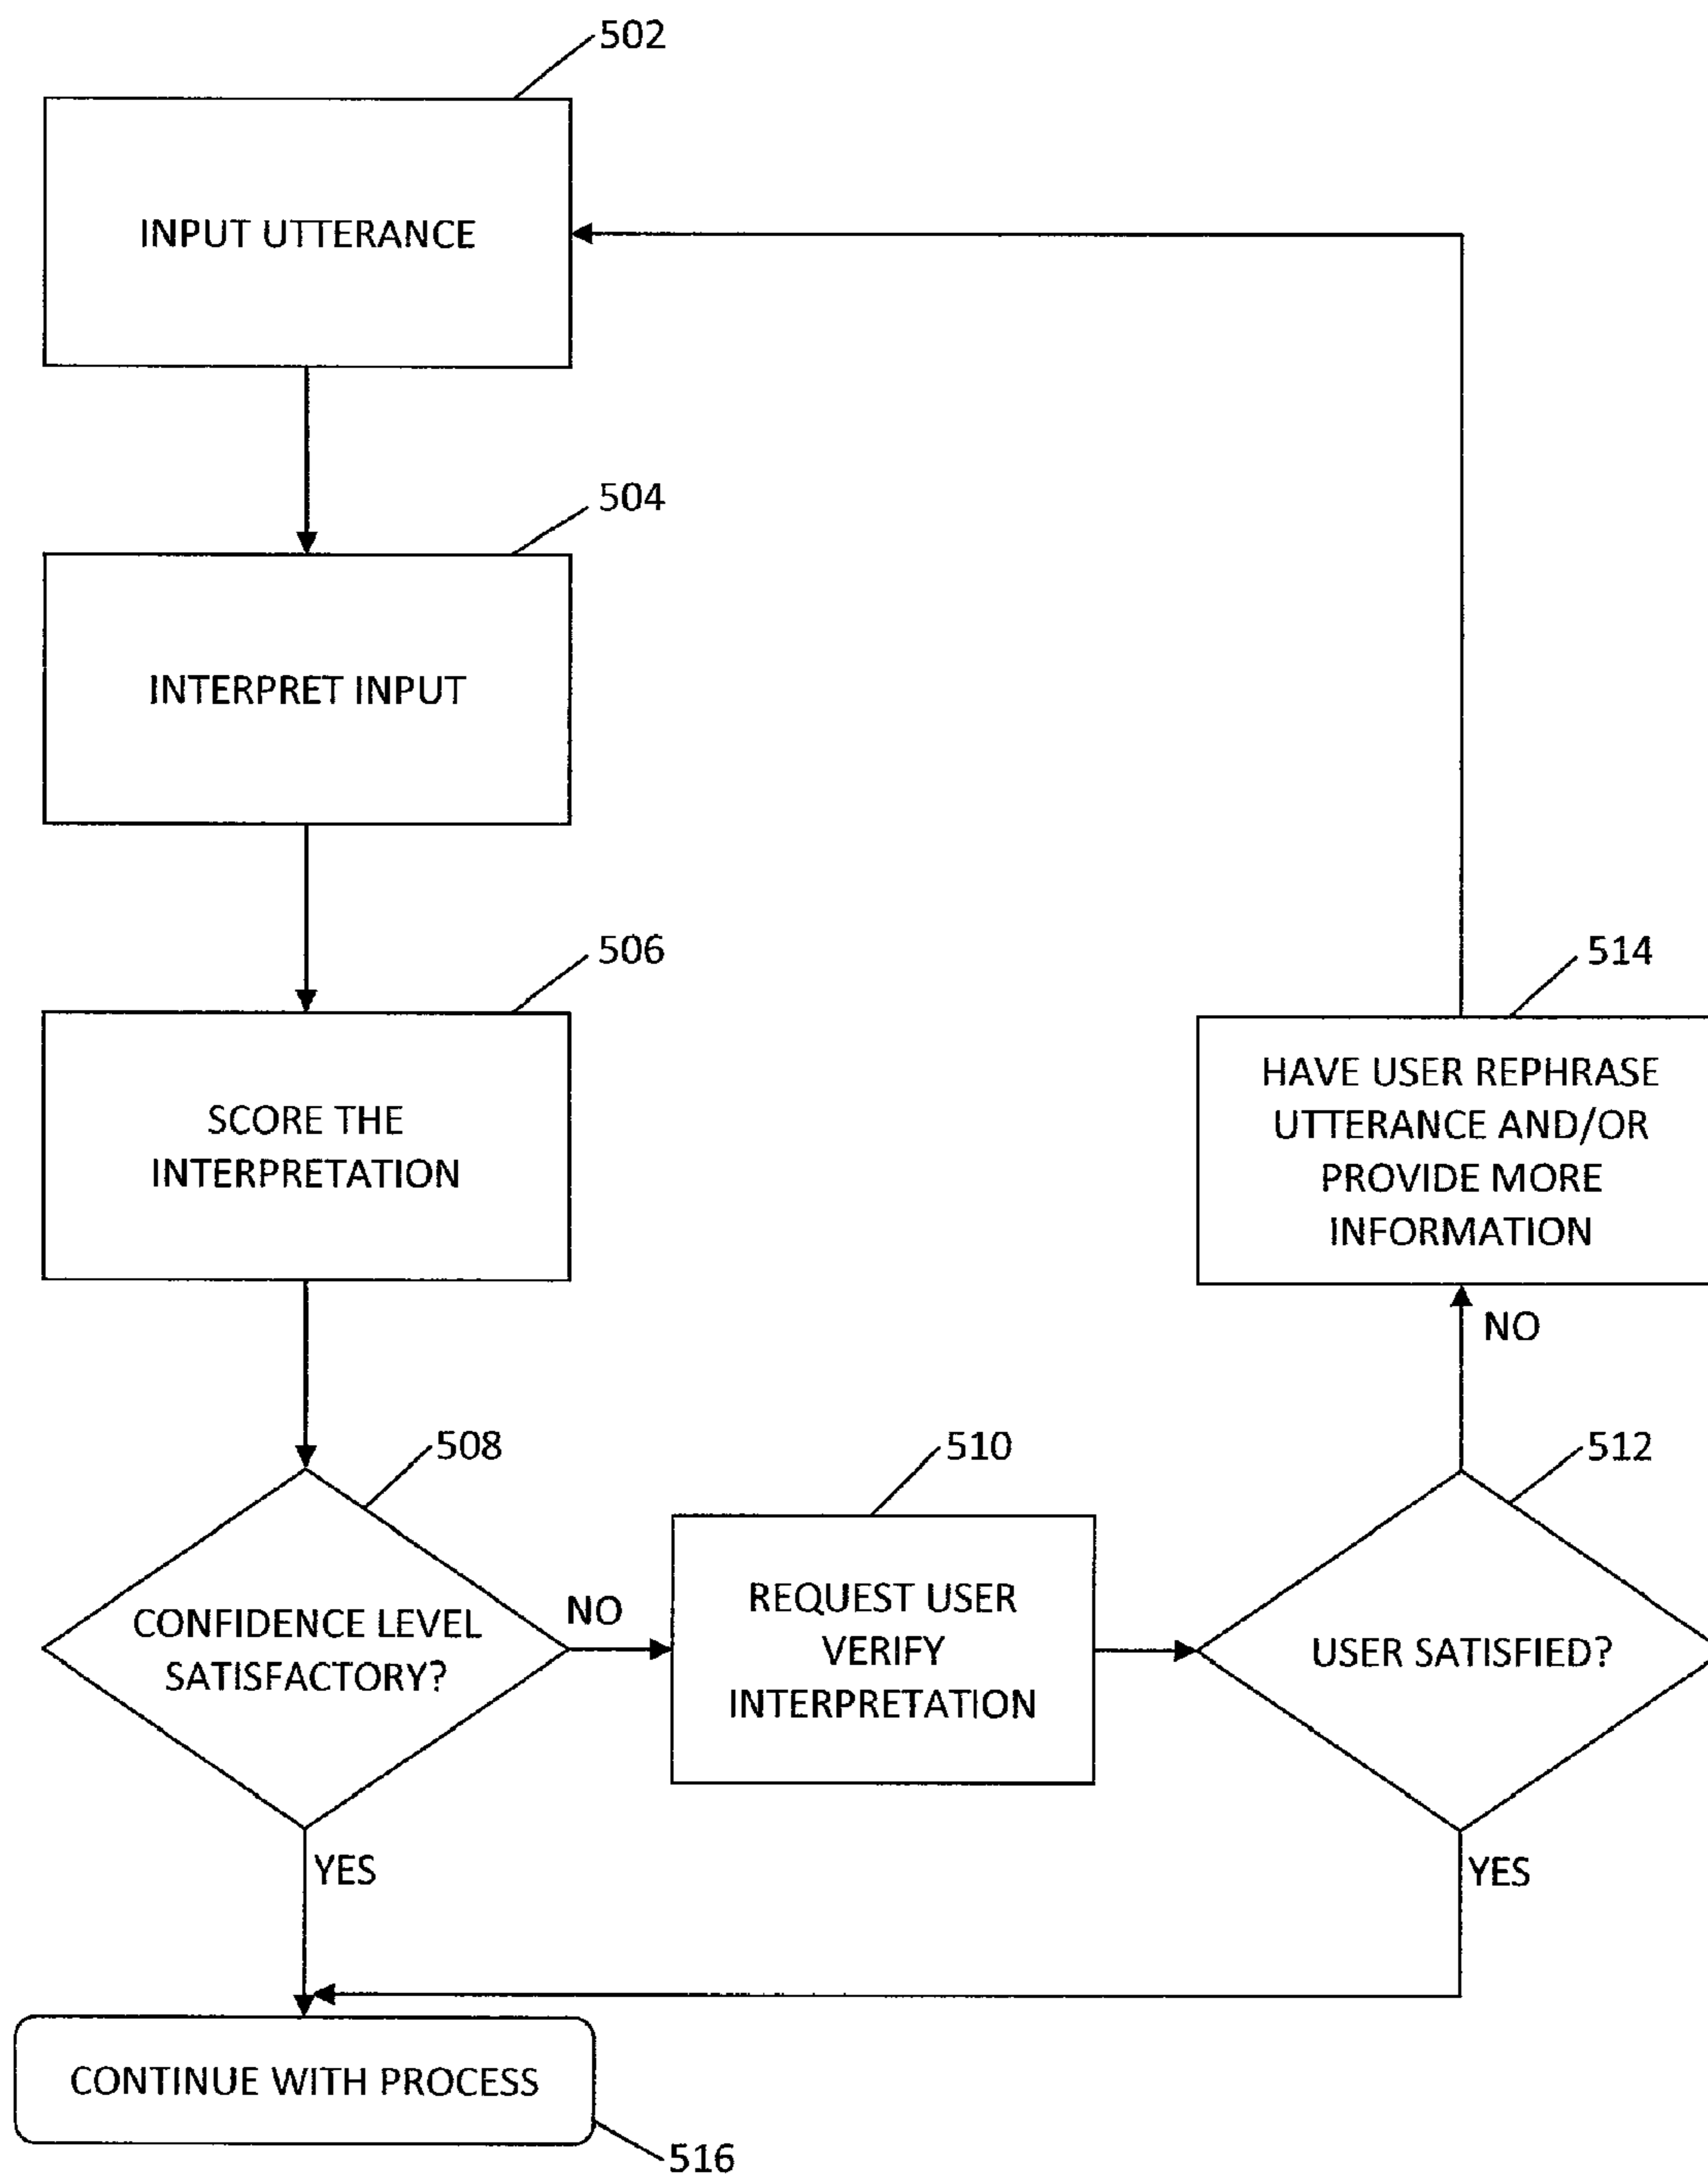 502
INPUT UTTERANCE
504
INTERPRET INPUT
506
SCORE THE
INTERPRETATION
514
HAVE USER REPHRASE
UTTERANCE AND/OR
PROVIDE MORE
INFORMATION
NO
508
CONFIDENCE LEVEL
SATISFACTORY?
NO
510
REQUEST USER
VERIFY
INTERPRETATION
512
USER SATISFIED?
YES
YES
CONTINUE WITH PROCESS
516